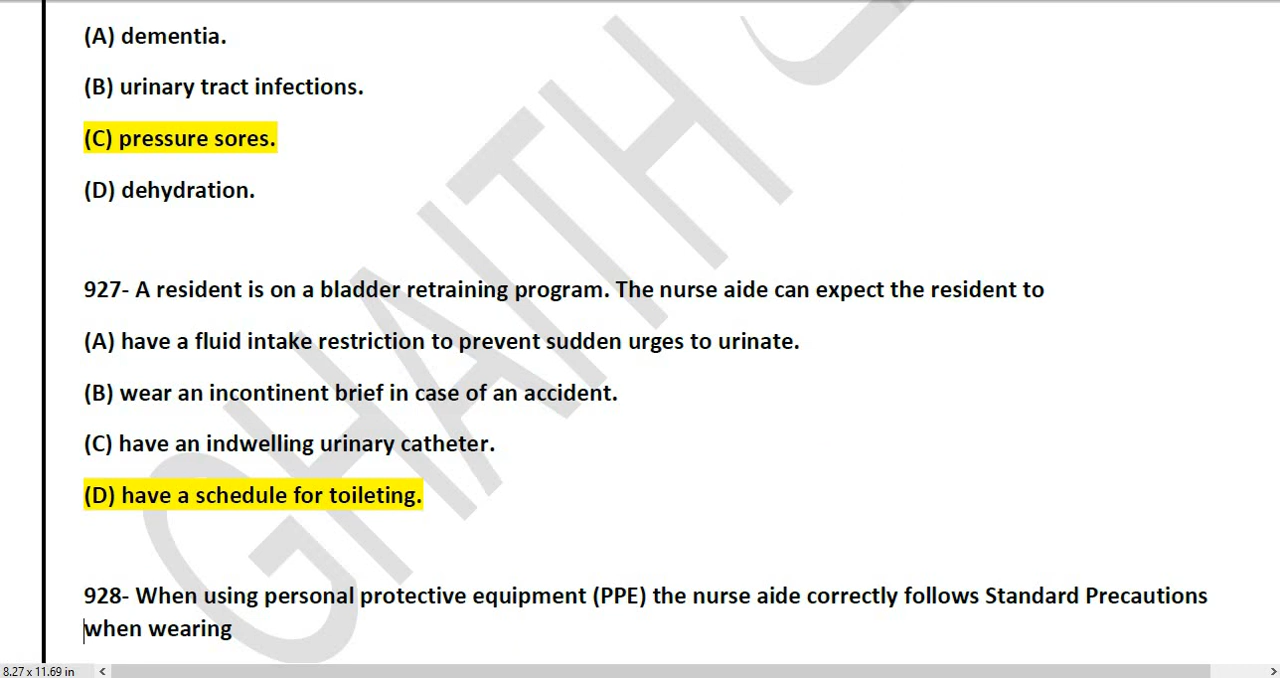 (A) dementia.
(B) urinary tract infections.
(C) pressure sores.
(D) dehydration.
927- A resident is on a bladder retraining program. The nurse aide can expect the resident to
(A) have a fluid intake restriction to prevent sudden urges to urinate.
(B) wear an incontinent brief in case of an accident.
(C) have an indwelling urinary catheter.
(D) have a schedule for toileting.
928- When using personal protective equipment (PPE) the nurse aide correctly follows Standard Precautions
when wearing
GHAITH
8.27 x 11.69 in